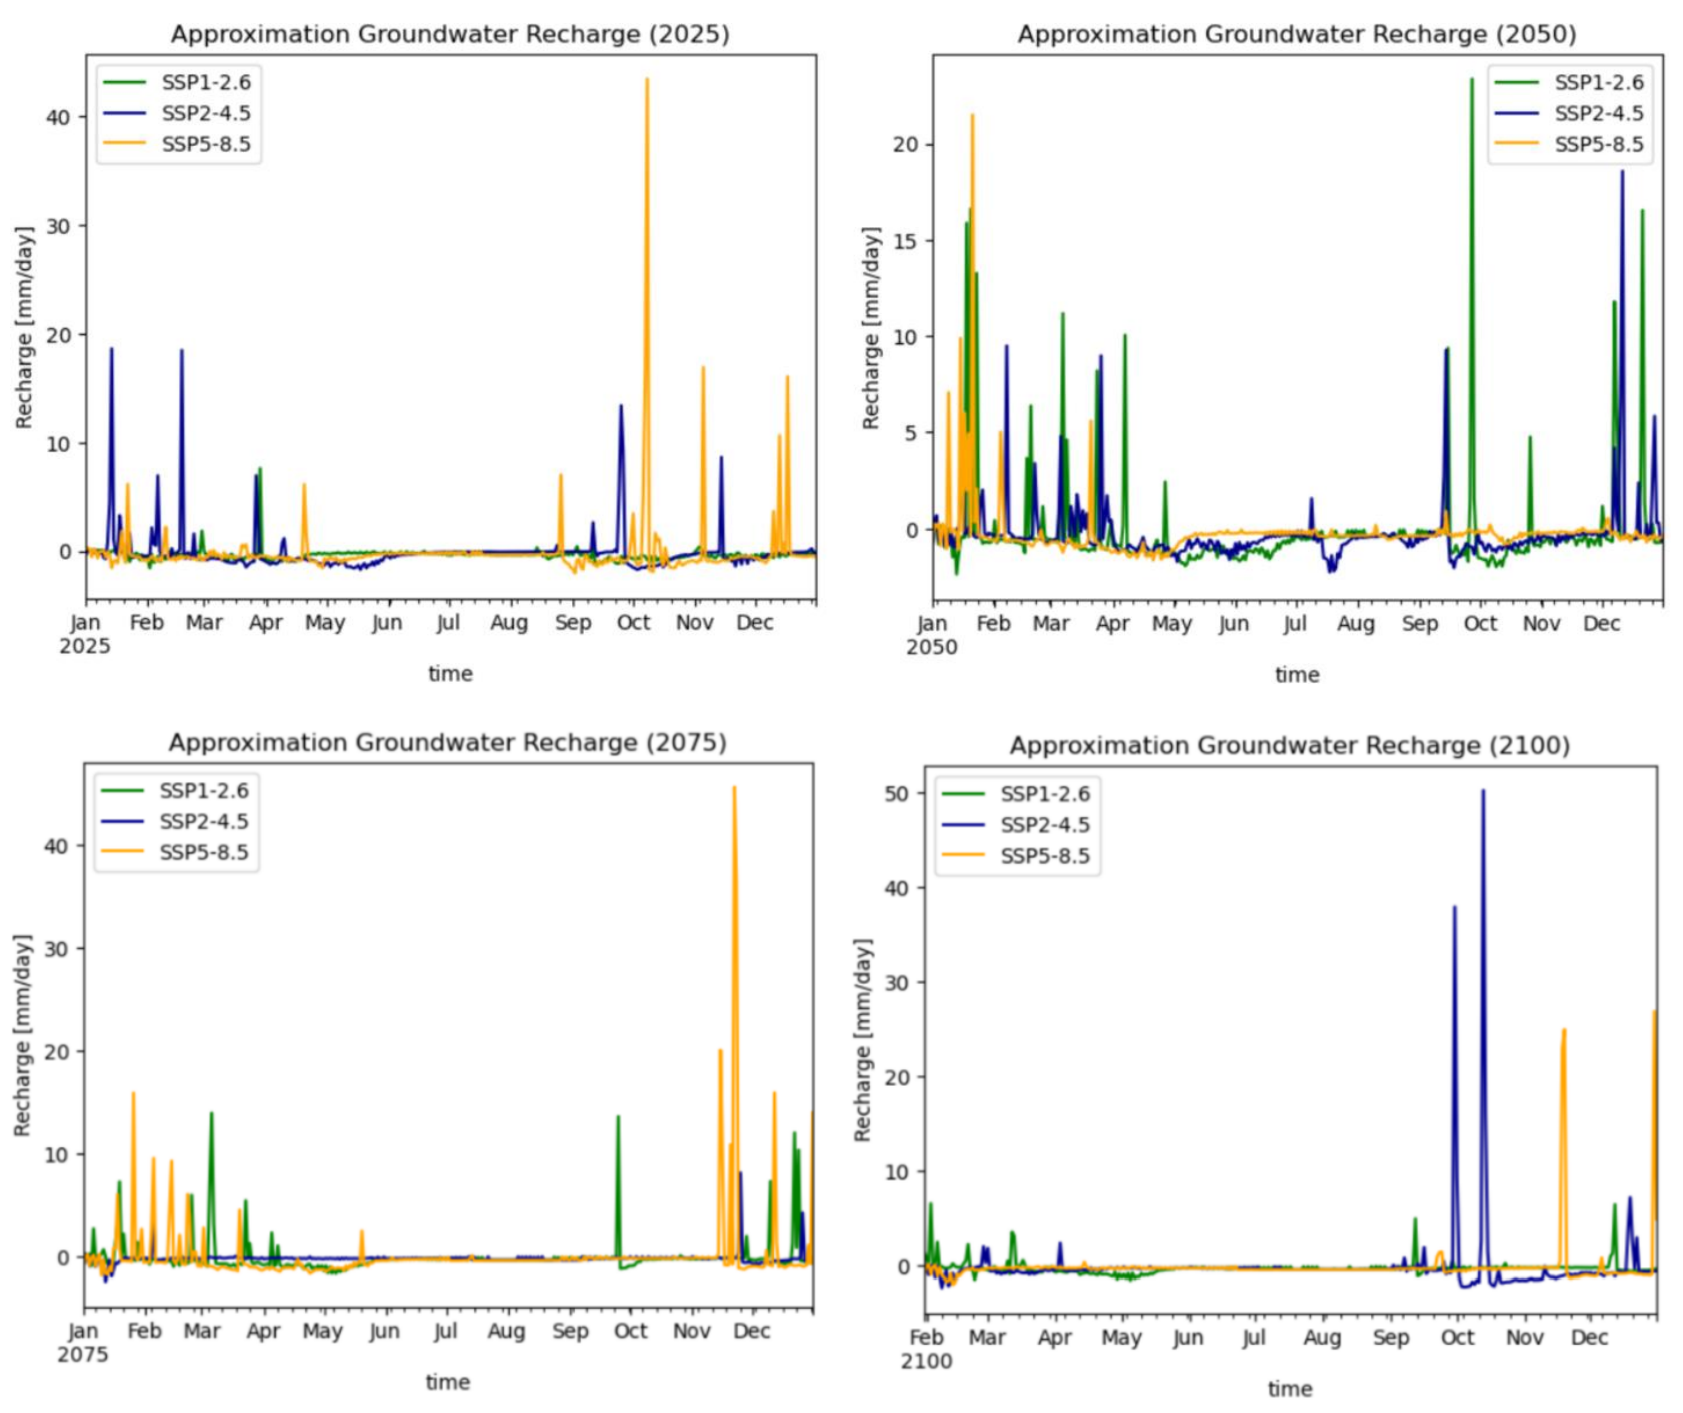 Approximation Groundwater Recharge (2025)
SSP1-2.6
SSP2-4.5
SSP5-8.5
Recharge [mm/day]
40
30
20
10
0
Jan Feb Mar Apr May Jun Jul Aug Sep Oct Nov Dec
2025
time
Approximation Groundwater Recharge (2050)
SSP1-2.6
SSP2-4.5
SSP5-8.5
Recharge [mm/day]
20
15
10
5
0
Jan Feb Mar Apr May Jun Jul Aug Sep Oct Nov Dec
2050
time
Approximation Groundwater Recharge (2075)
SSP1-2.6
SSP2-4.5
SSP5-8.5
Recharge [mm/day]
40
30
20
10
0
Jan Feb Mar Apr May Jun Jul Aug Sep Oct Nov Dec
2075
time
Approximation Groundwater Recharge (2100)
SSP1-2.6
SSP2-4.5
SSP5-8.5
Recharge [mm/day]
50
40
30
20
10
0
Feb Mar Apr May Jun Jul Aug Sep Oct Nov Dec
2100
time